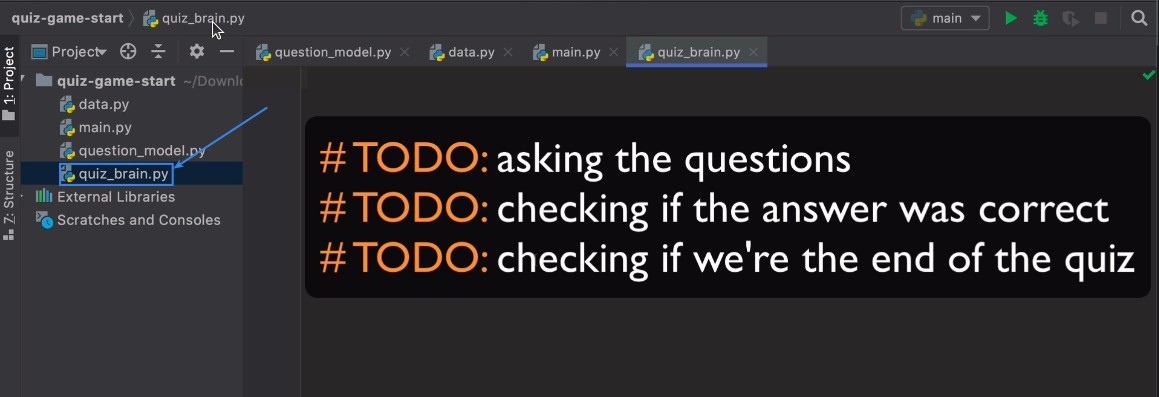 quiz-game-start quiz_brain.py main
1: Project
Project
question_model.py data.py main.py quiz_brain.py
quiz-game-start ~/Downlo
data.py
main.py
question_model.py
quiz_brain.py
External Libraries
Scratches and Consoles
Z: Structure
# TODO: asking the questions
# TODO: checking if the answer was correct
# TODO: checking if we're the end of the quiz